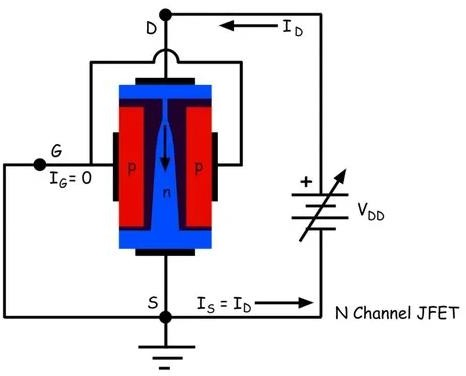 D
I_D
G
I_G = 0
p
p
n
+
V_DD
S
I_S = I_D
N Channel JFET